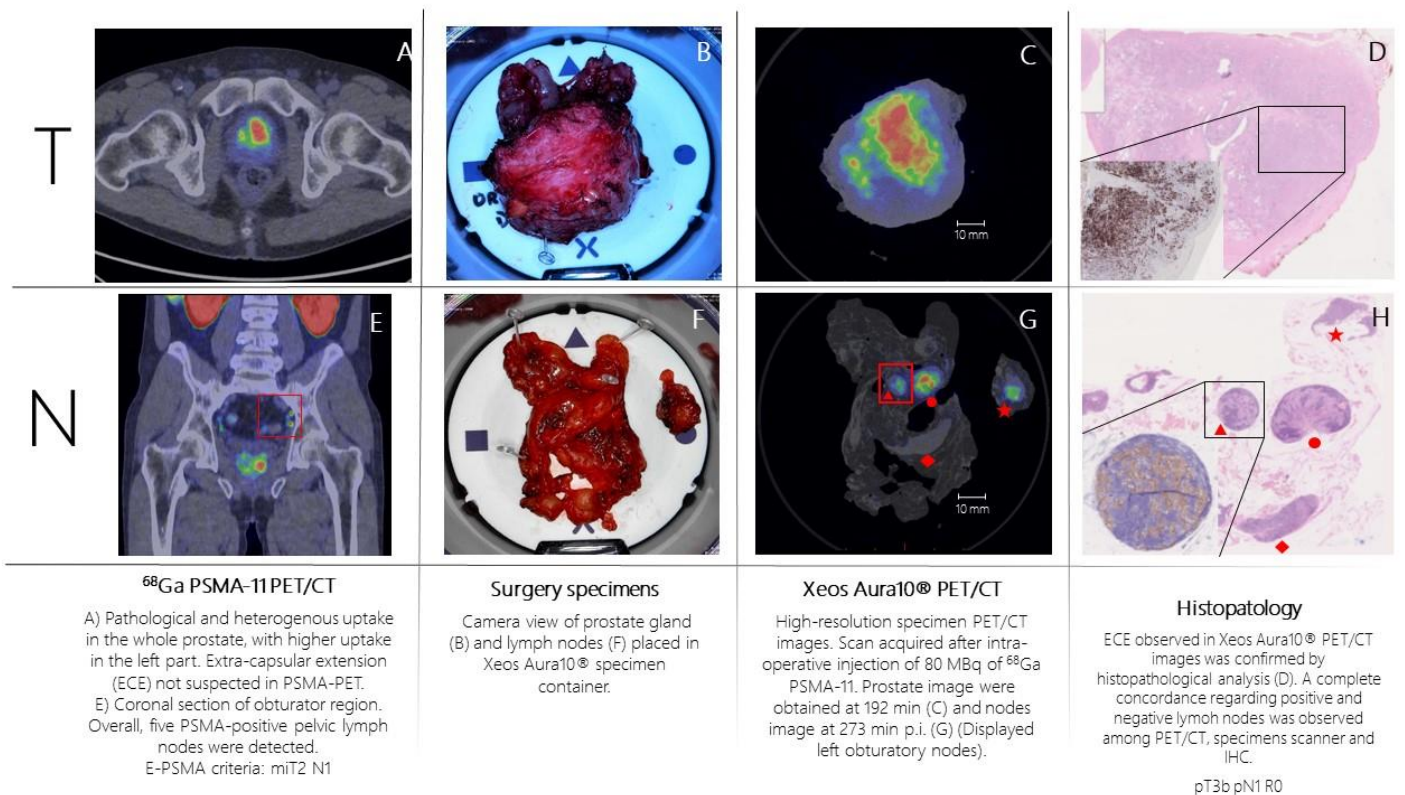 T
A
B
C
10 mm
D
N
E
F
G
10 mm
H
⁶⁸Ga PSMA-11 PET/CT
A) Pathological and heterogenous uptake
in the whole prostate, with higher uptake
in the left part. Extra-capsular extension
(ECE) not suspected in PSMA-PET.
E) Coronal section of obturator region.
Overall, five PSMA-positive pelvic lymph
nodes were detected.
E-PSMA criteria: miT2 N1
Surgery specimens
Camera view of prostate gland
(B) and lymph nodes (F) placed in
Xeos Aura10® specimen
container.
Xeos Aura10® PET/CT
High-resolution specimen PET/CT
images. Scan acquired after intra-
operative injection of 80 MBq of ⁶⁸Ga
PSMA-11. Prostate image were
obtained at 192 min (C) and nodes
image at 273 min p.i. (G) (Displayed
left obturatory nodes).
Histopatology
ECE observed in Xeos Aura10® PET/CT
images was confirmed by
histopathological analysis (D). A complete
concordance regarding positive and
negative lymoh nodes was observed
among PET/CT, specimens scanner and
IHC.
pT3b pN1 R0